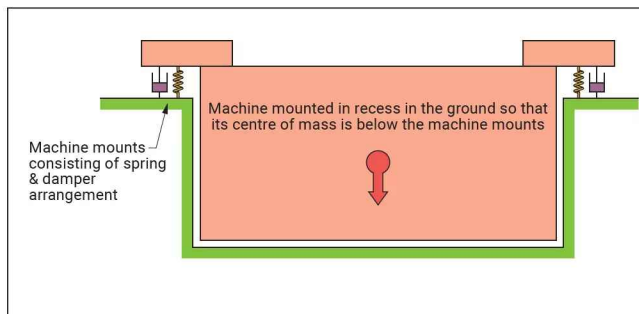 Machine mounted in recess in the ground so that
its centre of mass is below the machine mounts
Machine mounts
consisting of spring
& damper
arrangement